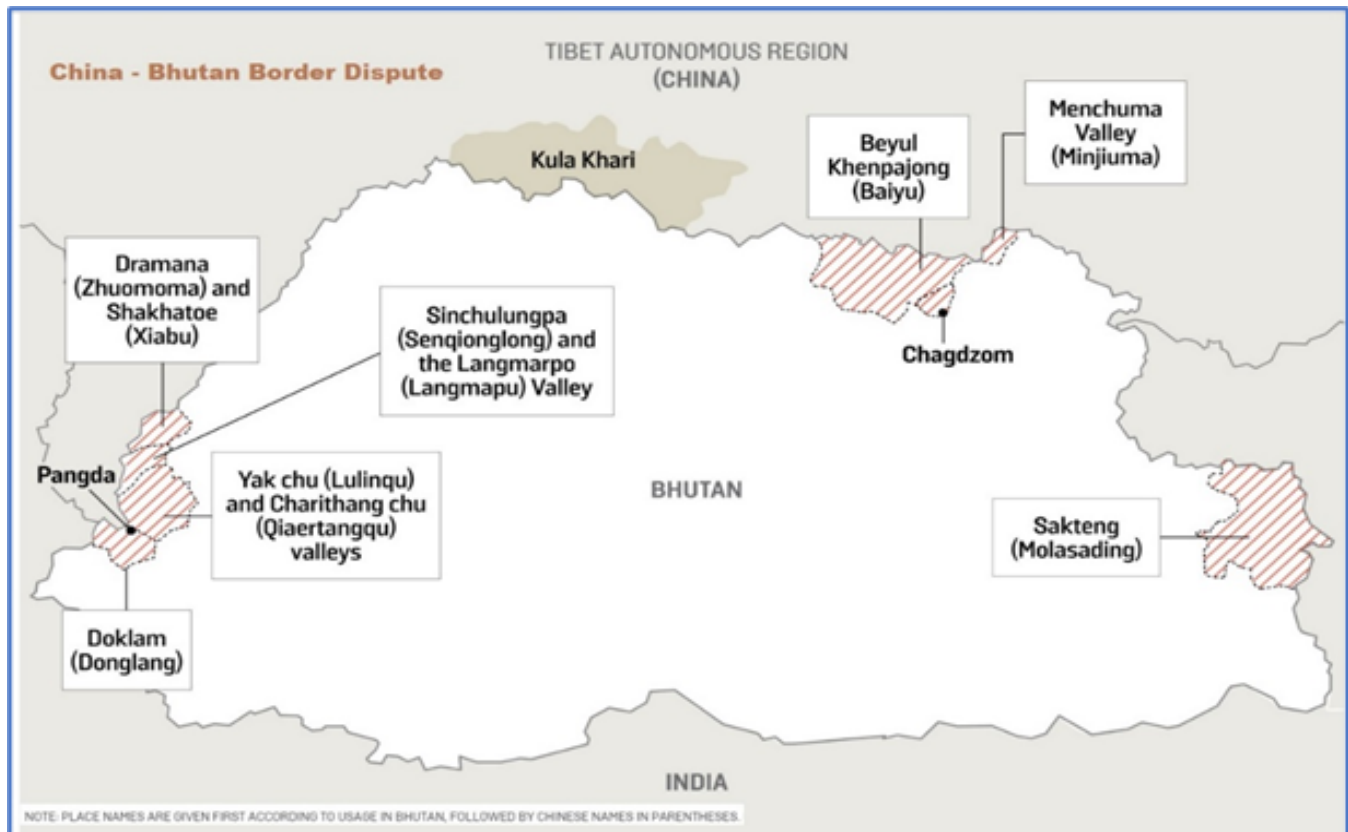 China - Bhutan Border Dispute
TIBET AUTONOMOUS REGION
(CHINA)
Kula Khari
Beyul
Khenpajong
(Baiyu)
Menchuma
Valley
(Minjiuma)
Dramana
(Zhuomoma) and
Shakhatoe
(Xiabu)
Sinchulungpa
(Senqionglong) and
the Langmarpo
(Langmapu) Valley
Chagdzom
Pangda
Yak chu (Lulinqu)
and Charithang chu
(Qiaertangqu)
valleys
BHUTAN
Sakteng
(Molasading)
Doklam
(Donglang)
INDIA
NOTE: PLACE NAMES ARE GIVEN FIRST ACCORDING TO USAGE IN BHUTAN, FOLLOWED BY CHINESE NAMES IN PARENTHESES.